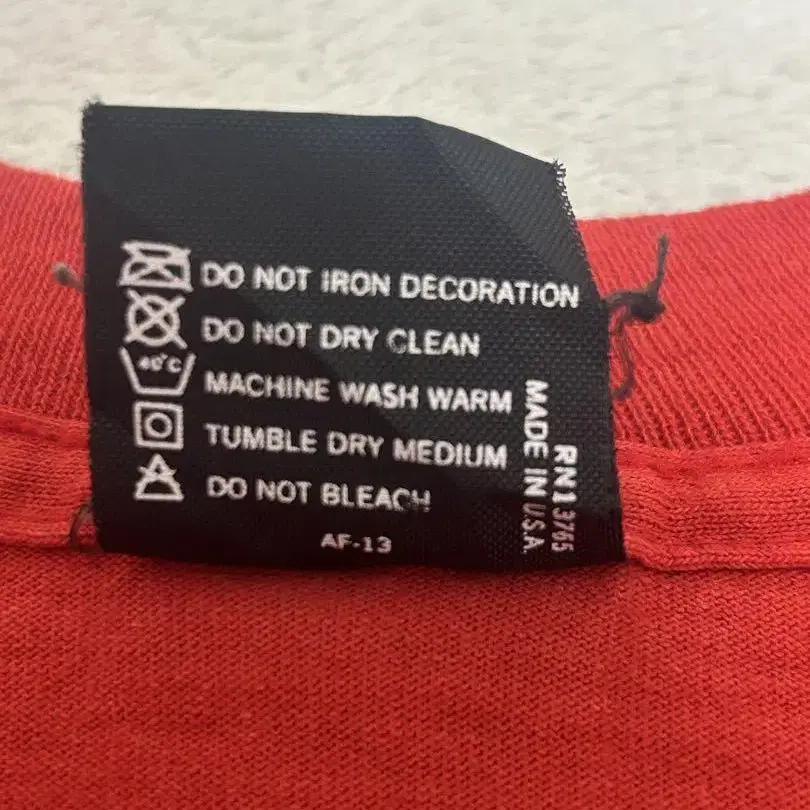 DO NOT IRON DECORATION
DO NOT DRY CLEAN
40°C
MACHINE WASH WARM
TUMBLE DRY MEDIUM
DO NOT BLEACH
AF-13
RN13765
MADE IN U.S.A.